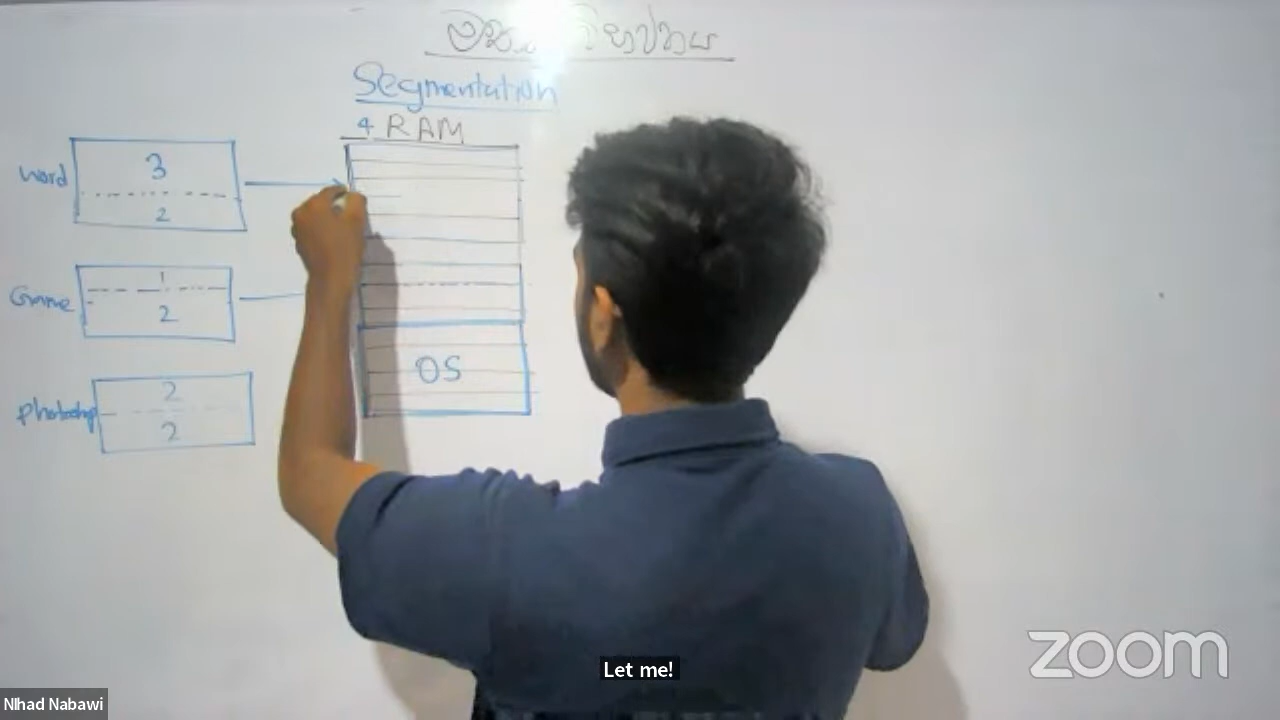 Segmentation
4 RAM
word
3
2
Game
1
2
OS
photoshop
2
2
Let me!
zoom
NIhad Nabawi